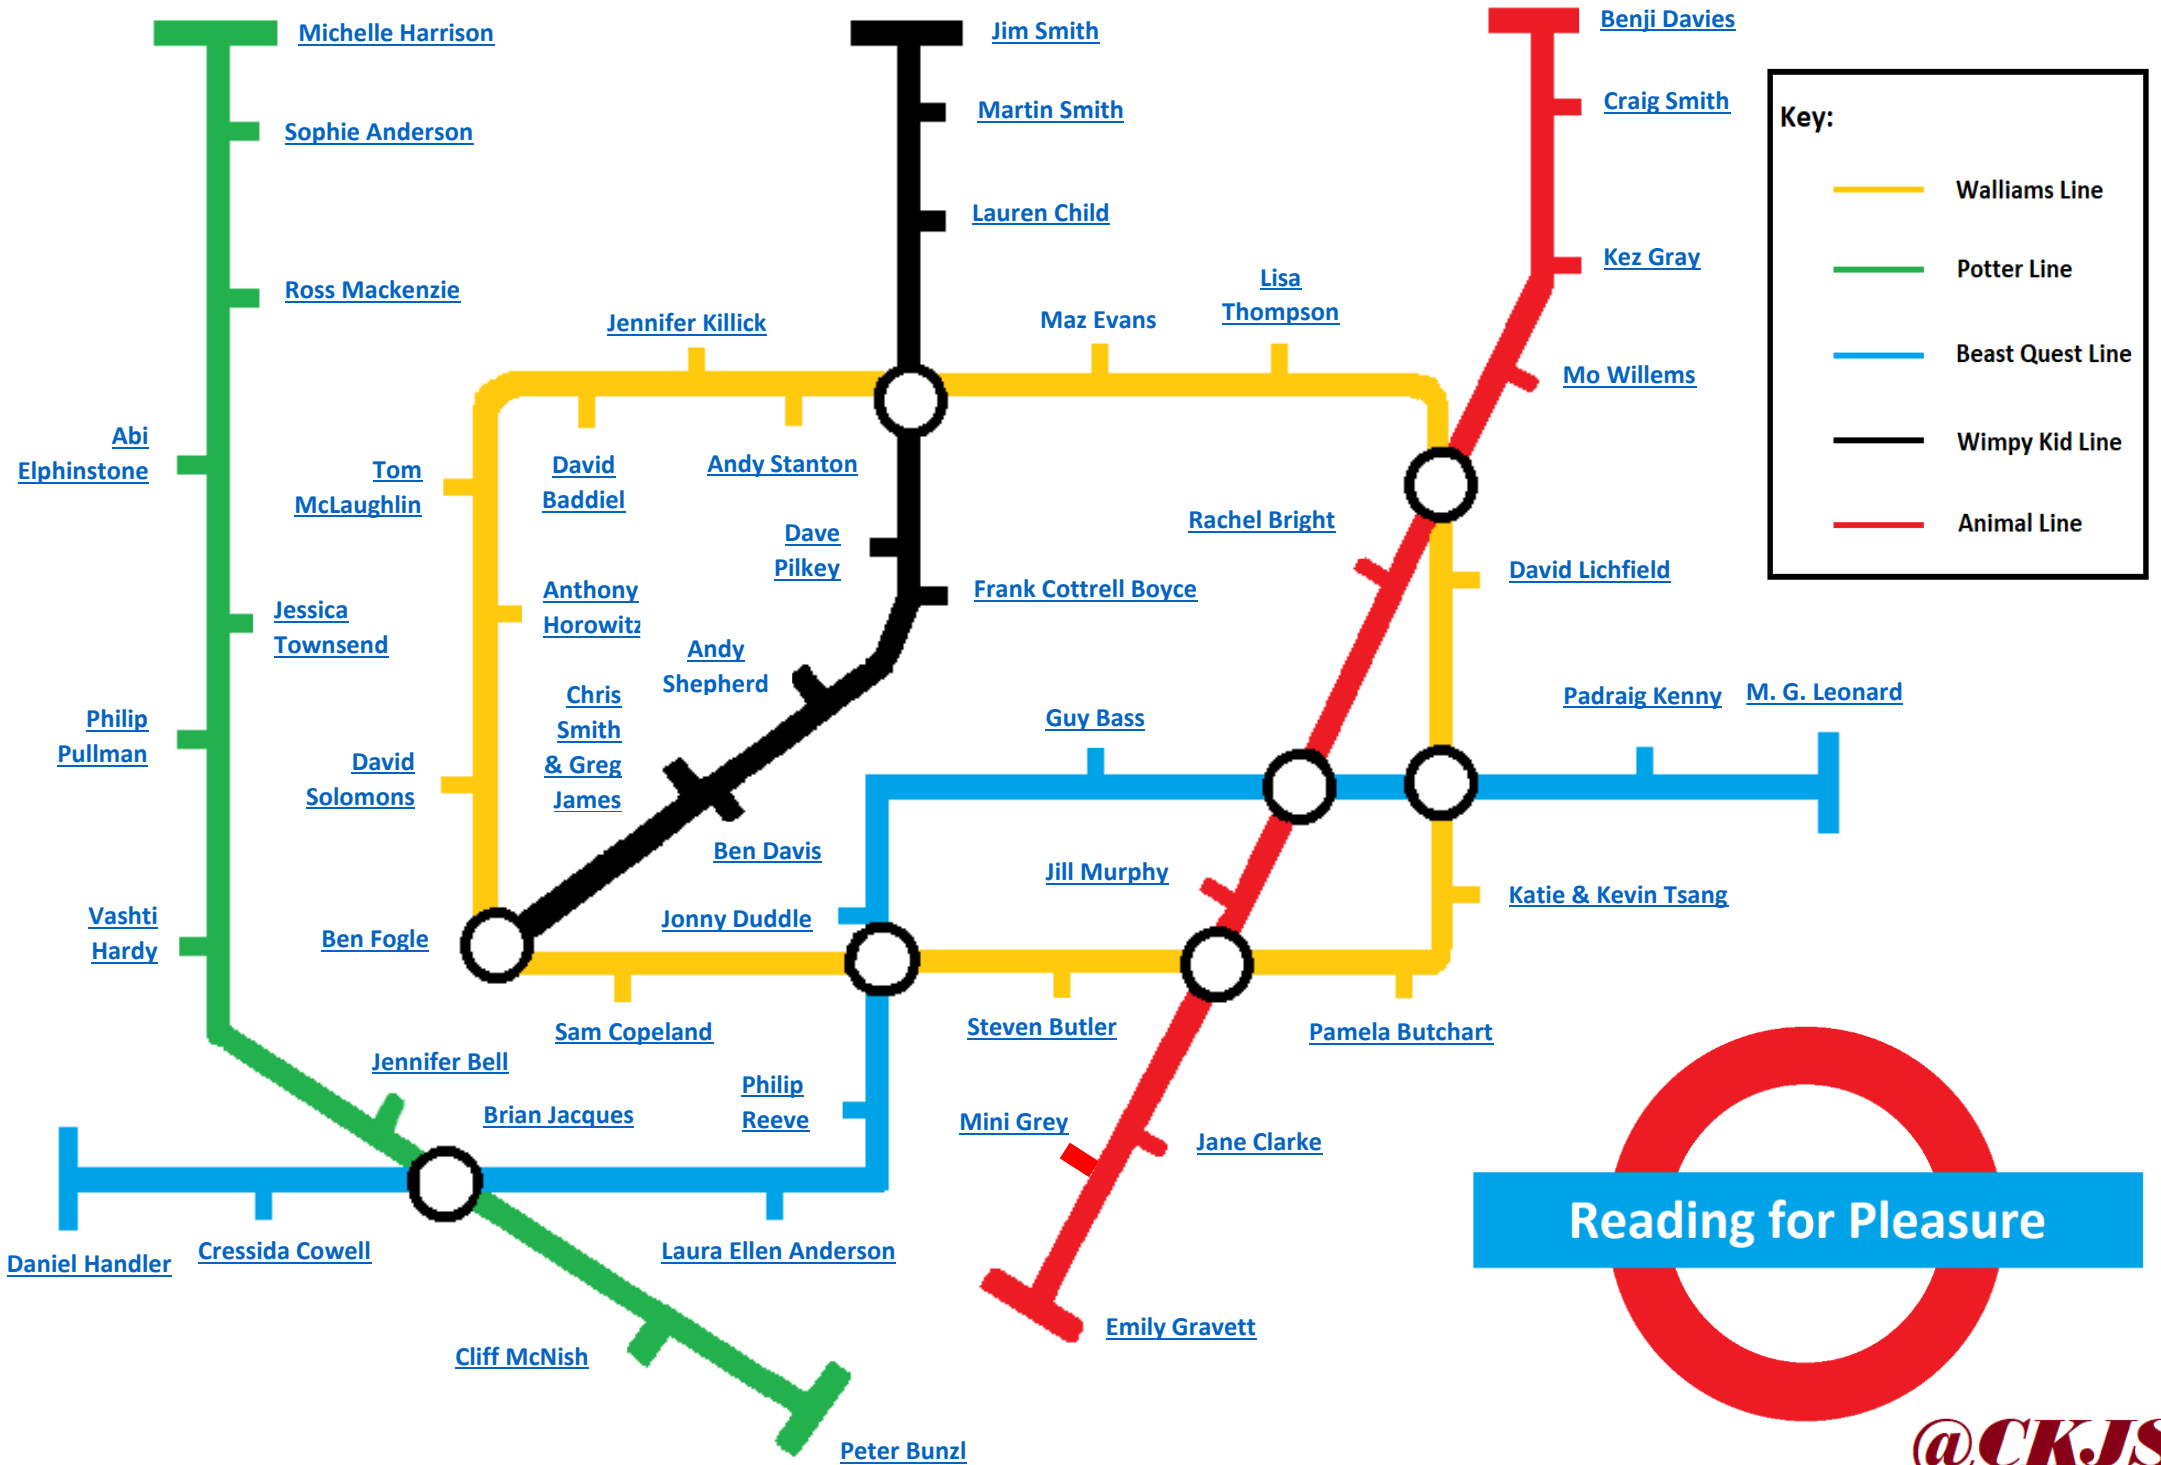 Michelle Harrison
Jim Smith
Benji Davies
Sophie Anderson
Martin Smith
Craig Smith
Ross Mackenzie
Lauren Child
Kez Gray
Key:
Walliams Line
Potter Line
Beast Quest Line
Wimpy Kid Line
Animal Line
Jennifer Killick
Maz Evans
Lisa
Thompson
Mo Willems
Abi
Elphinstone
Tom
McLaughlin
David
Baddiel
Andy Stanton
Rachel Bright
Dave
Pilkey
David Lichfield
Jessica
Townsend
Anthony
Horowitz
Frank Cottrell Boyce
Andy
Shepherd
Chris
Smith
& Greg
James
Philip
Pullman
David
Solomons
Guy Bass
Padraig Kenny
M. G. Leonard
Ben Davis
Jill Murphy
Katie & Kevin Tsang
Vashti
Hardy
Ben Fogle
Jonny Duddle
Sam Copeland
Steven Butler
Pamela Butchart
Jennifer Bell
Brian Jacques
Philip
Reeve
Mini Grey
Jane Clarke
Daniel Handler
Cressida Cowell
Laura Ellen Anderson
Reading for Pleasure
Emily Gravett
Cliff McNish
Peter Bunzl
@CKJS